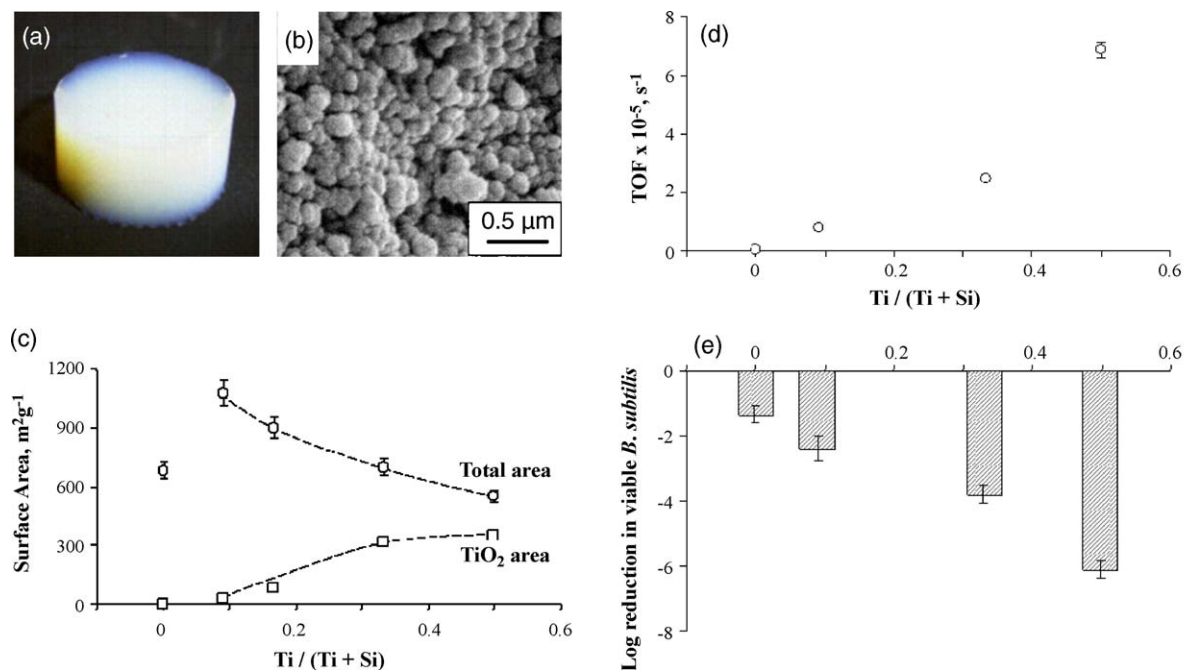 (a)
(b)
0.5 μm
(c)
1200
900
600
300
0
Surface Area, m²g⁻¹
Total area
TiO₂ area
0 0.2 0.4 0.6
Ti / (Ti + Si)
(d)
8
6
4
2
0
TOF x 10⁻⁵, s⁻¹
0 0.2 0.4 0.6
Ti / (Ti + Si)
(e)
0 0.2 0.4 0.6
0
-2
-4
-6
-8
Log reduction in viable B. subtilis